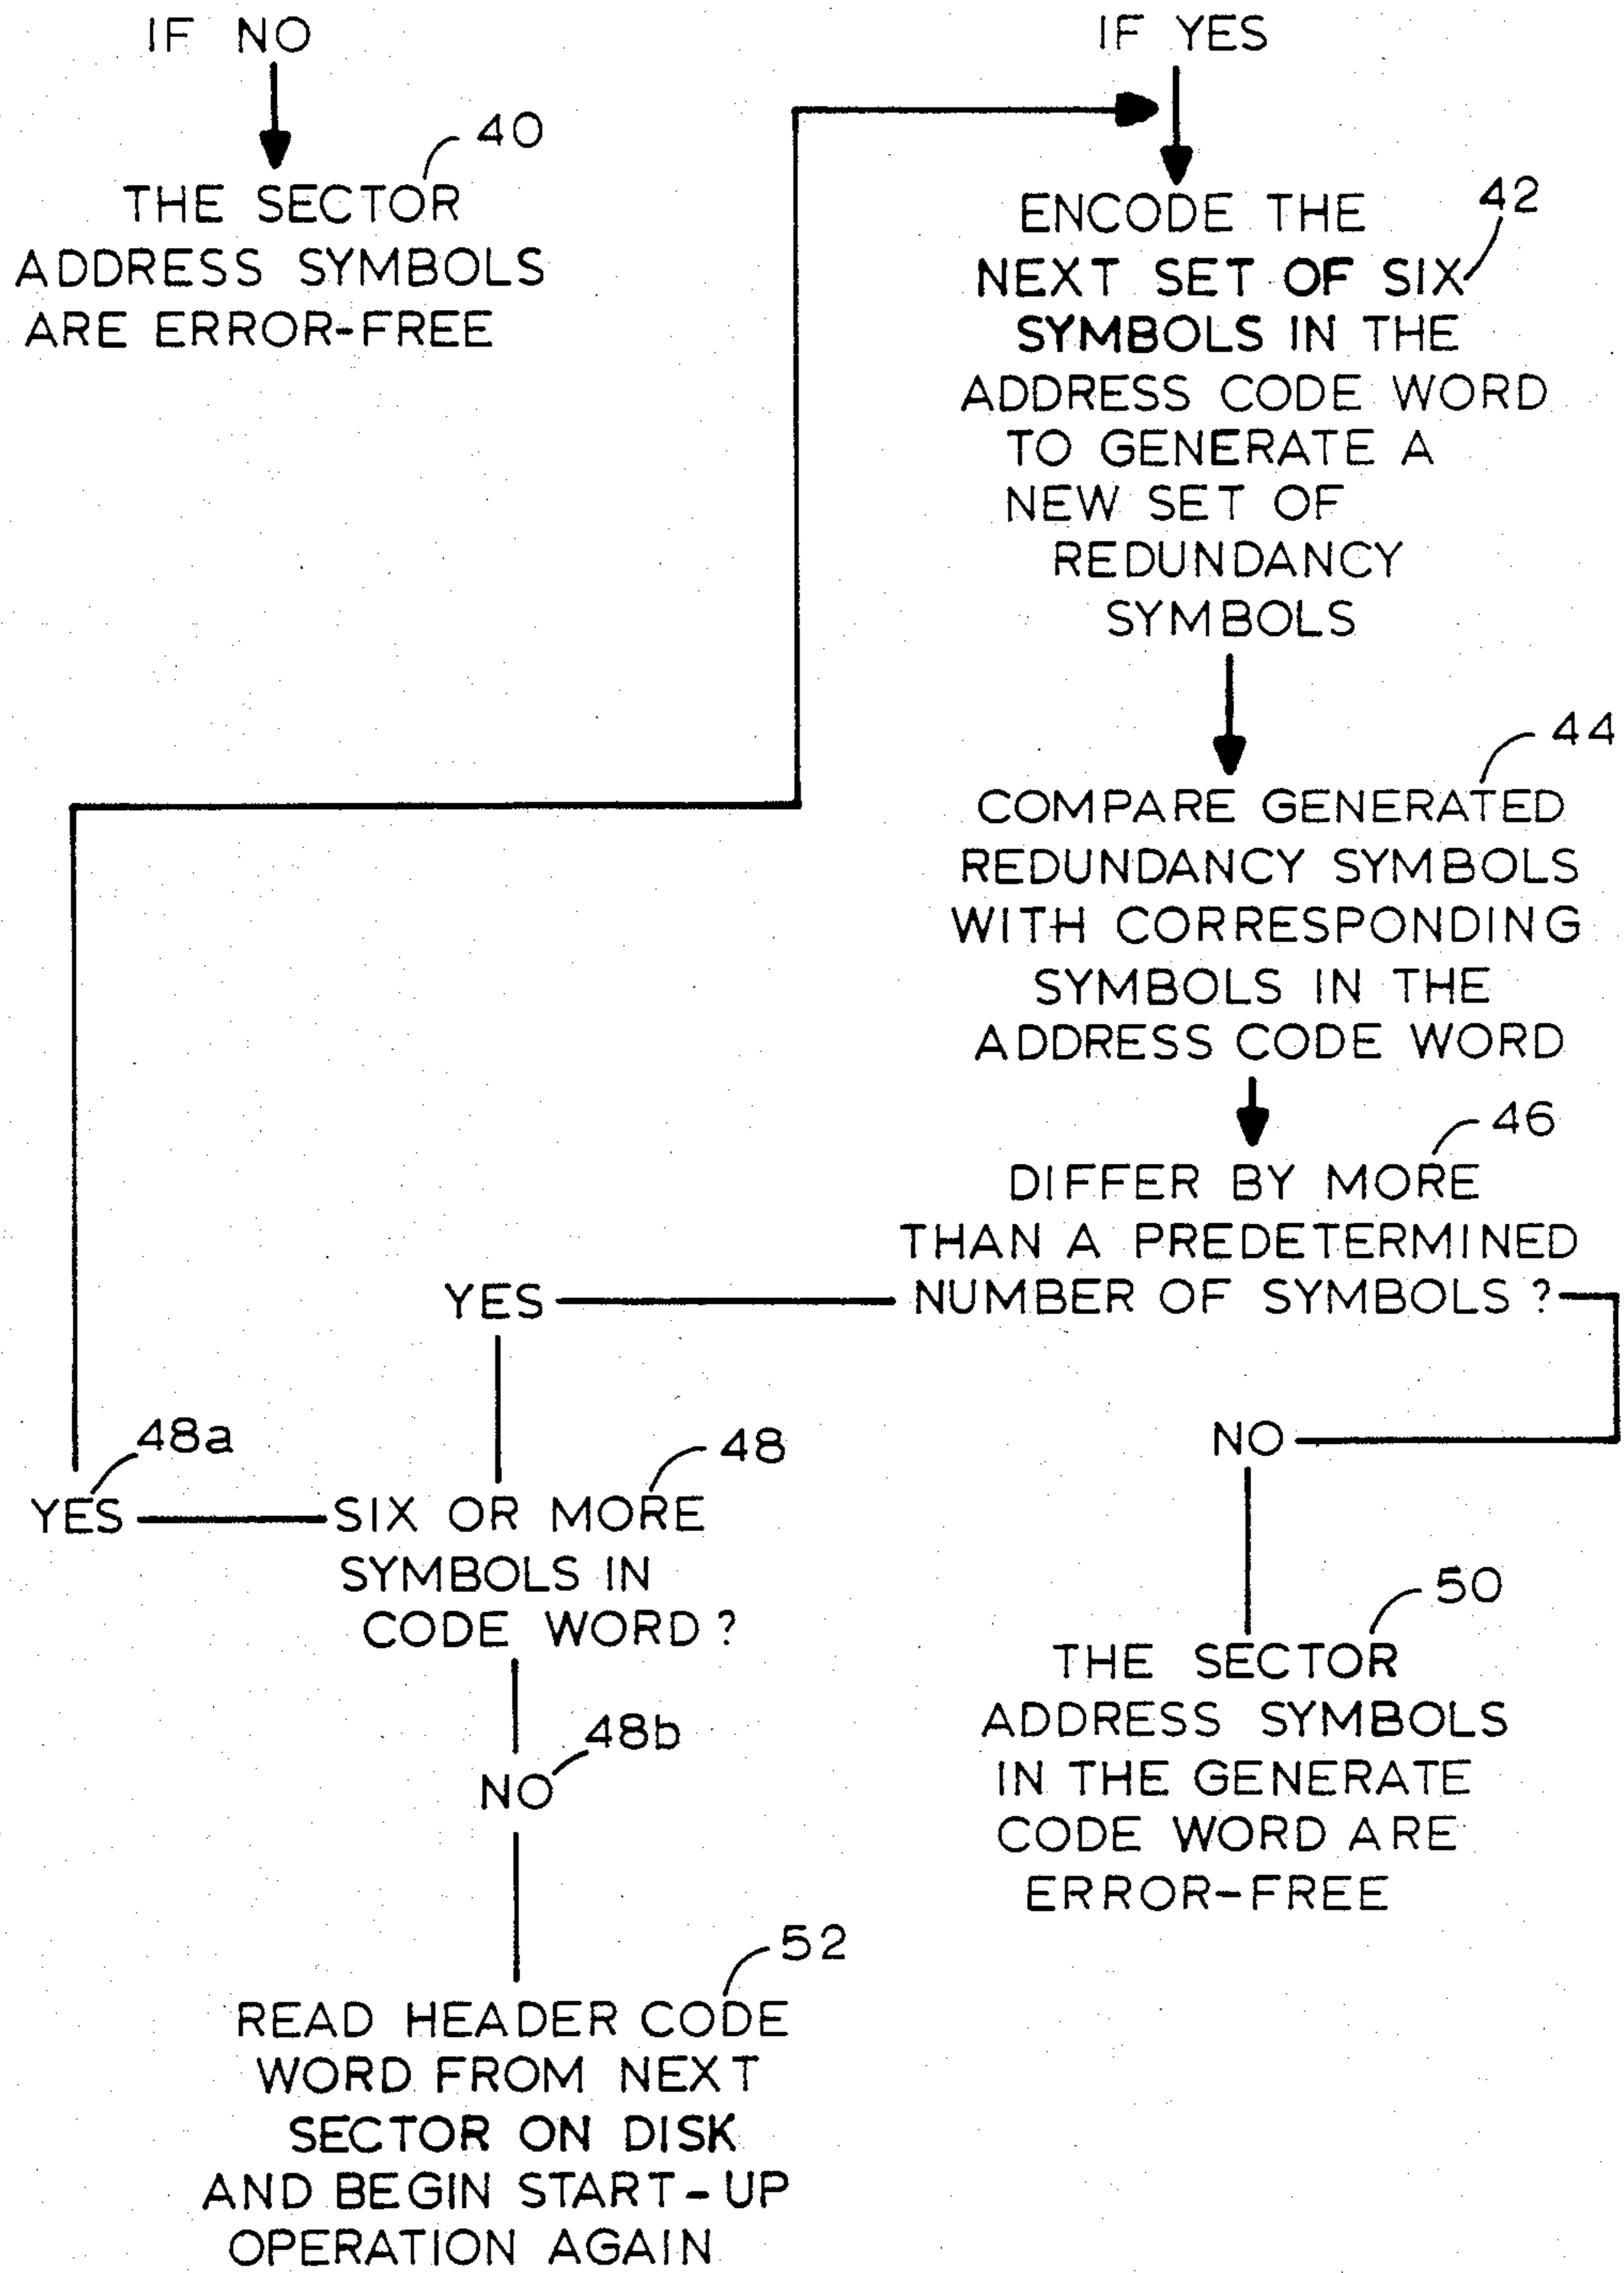 IF NO
40
THE SECTOR
ADDRESS SYMBOLS
ARE ERROR-FREE
IF YES
42
ENCODE THE
NEXT SET OF SIX
SYMBOLS IN THE
ADDRESS CODE WORD
TO GENERATE A
NEW SET OF
REDUNDANCY
SYMBOLS
44
COMPARE GENERATED
REDUNDANCY SYMBOLS
WITH CORRESPONDING
SYMBOLS IN THE
ADDRESS CODE WORD
46
DIFFER BY MORE
THAN A PREDETERMINED
NUMBER OF SYMBOLS ?
YES
NO
48a
YES
48
SIX OR MORE
SYMBOLS IN
CODE WORD ?
48b
NO
50
THE SECTOR
ADDRESS SYMBOLS
IN THE GENERATE
CODE WORD ARE
ERROR-FREE
52
READ HEADER CODE
WORD FROM NEXT
SECTOR ON DISK
AND BEGIN START-UP
OPERATION AGAIN